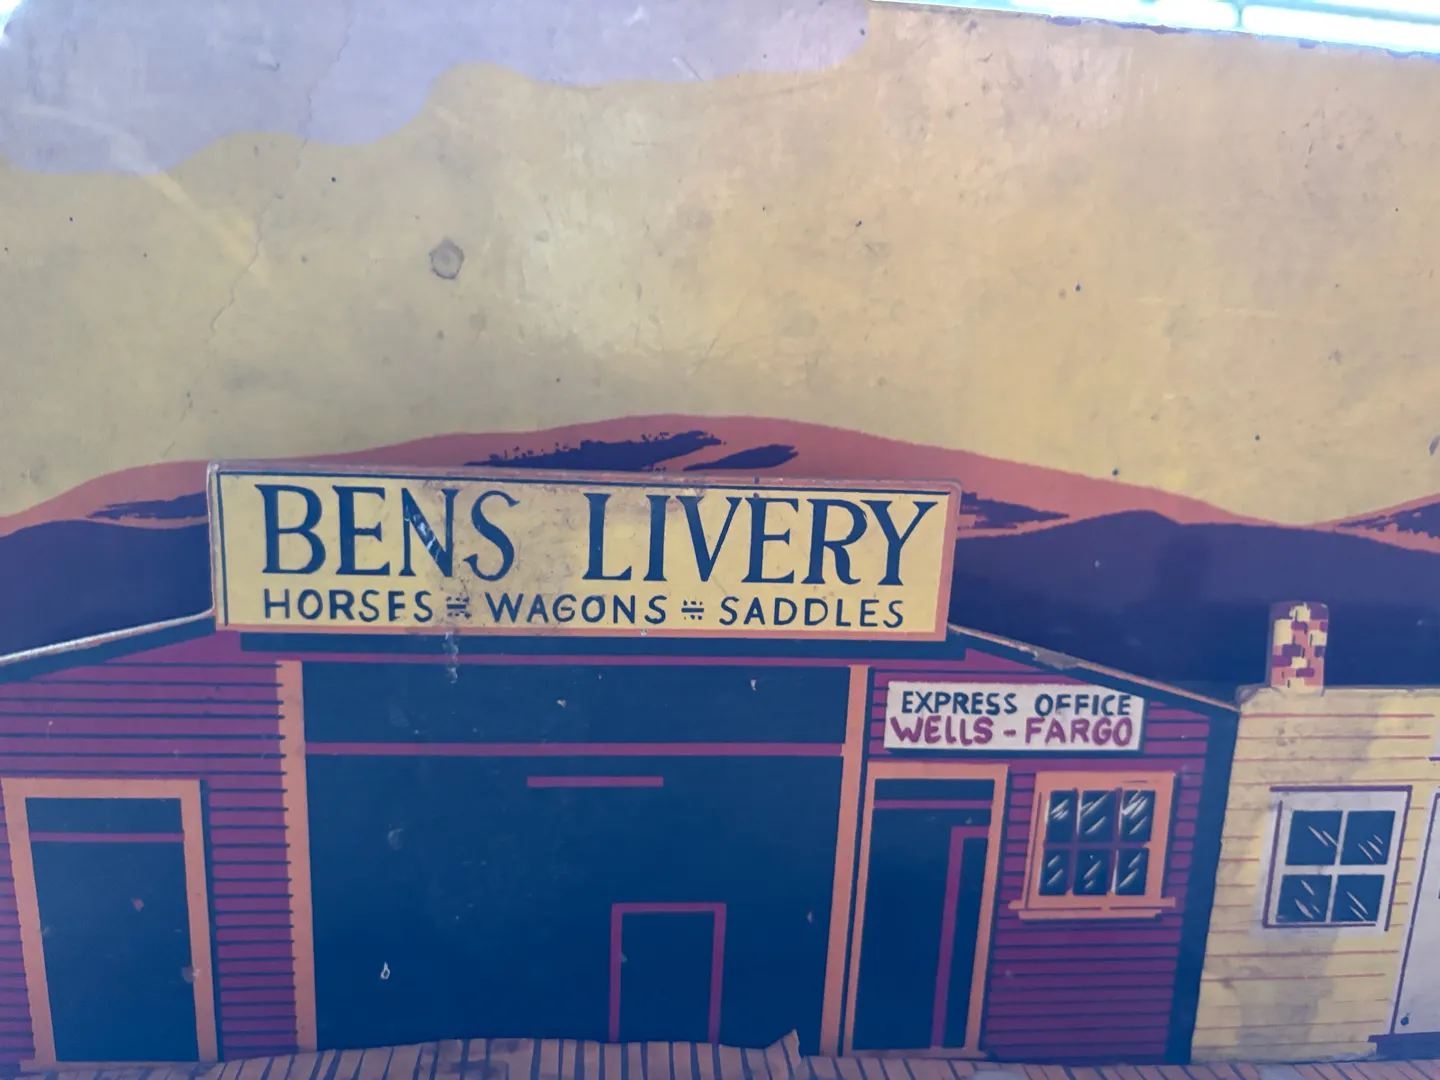 BENS LIVERY
HORSES = WAGONS = SADDLES
EXPRESS OFFICE
WELLS - FARGO